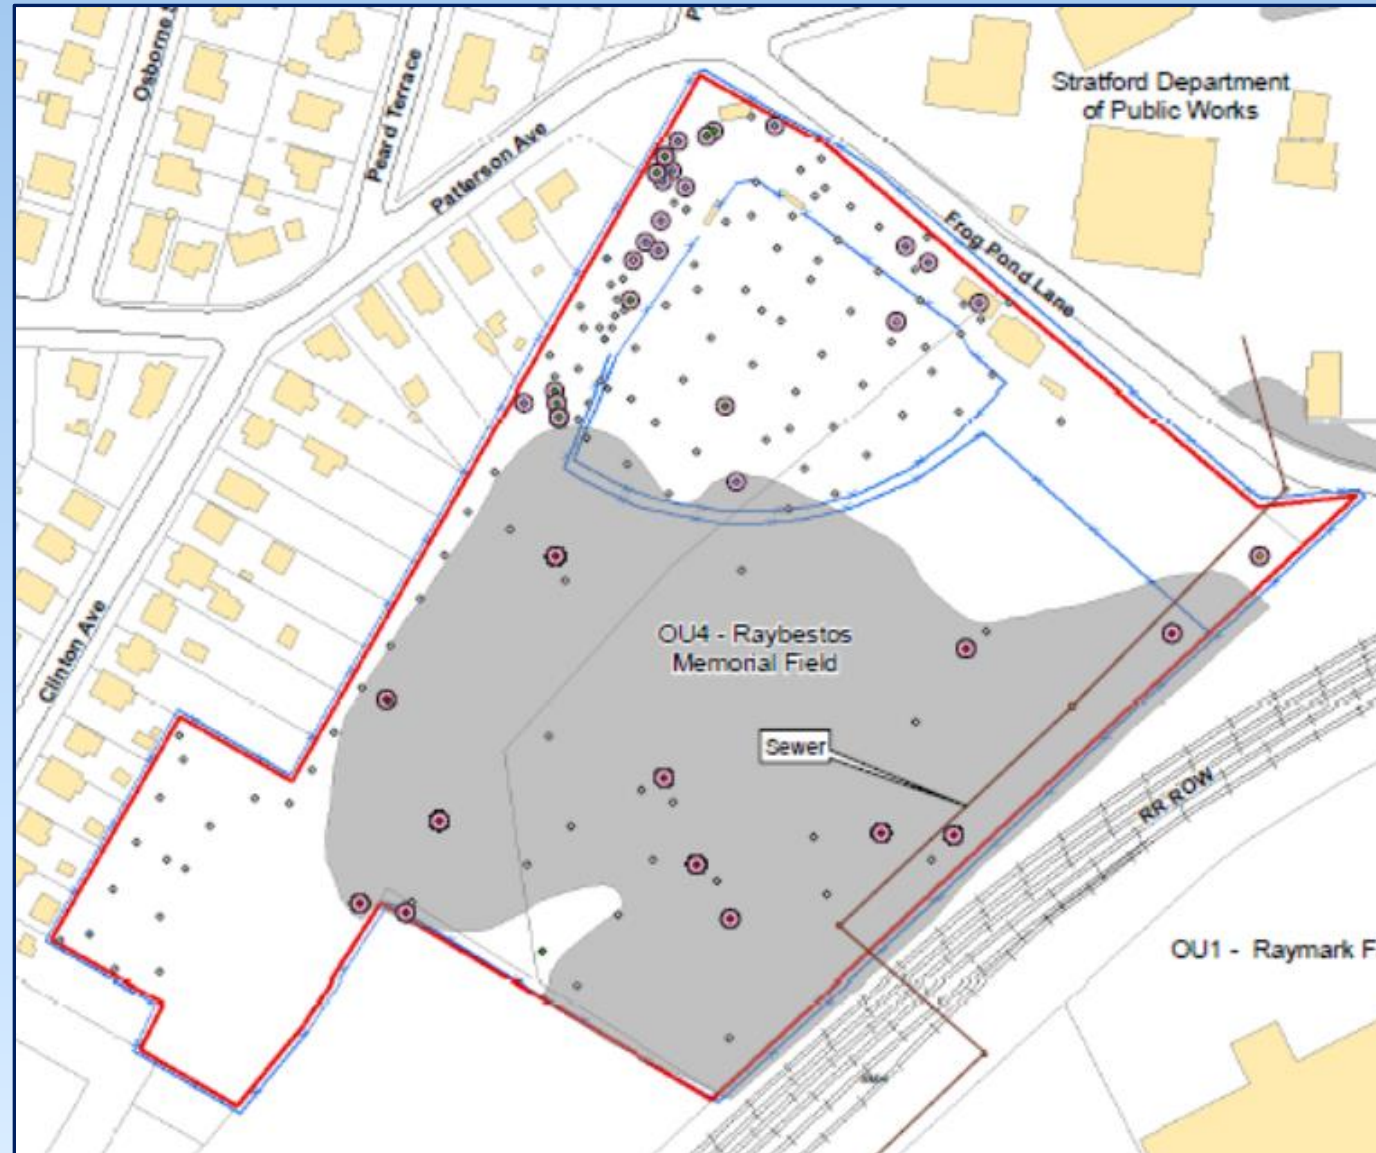 Osborne
Peard Terrace
Patterson Ave
Stratford Department
of Public Works
Frog Pond Lane
OU4 - Raybestos
Memorial Field
Clinton Ave
Sewer
RR ROW
OU1 - Raymark F